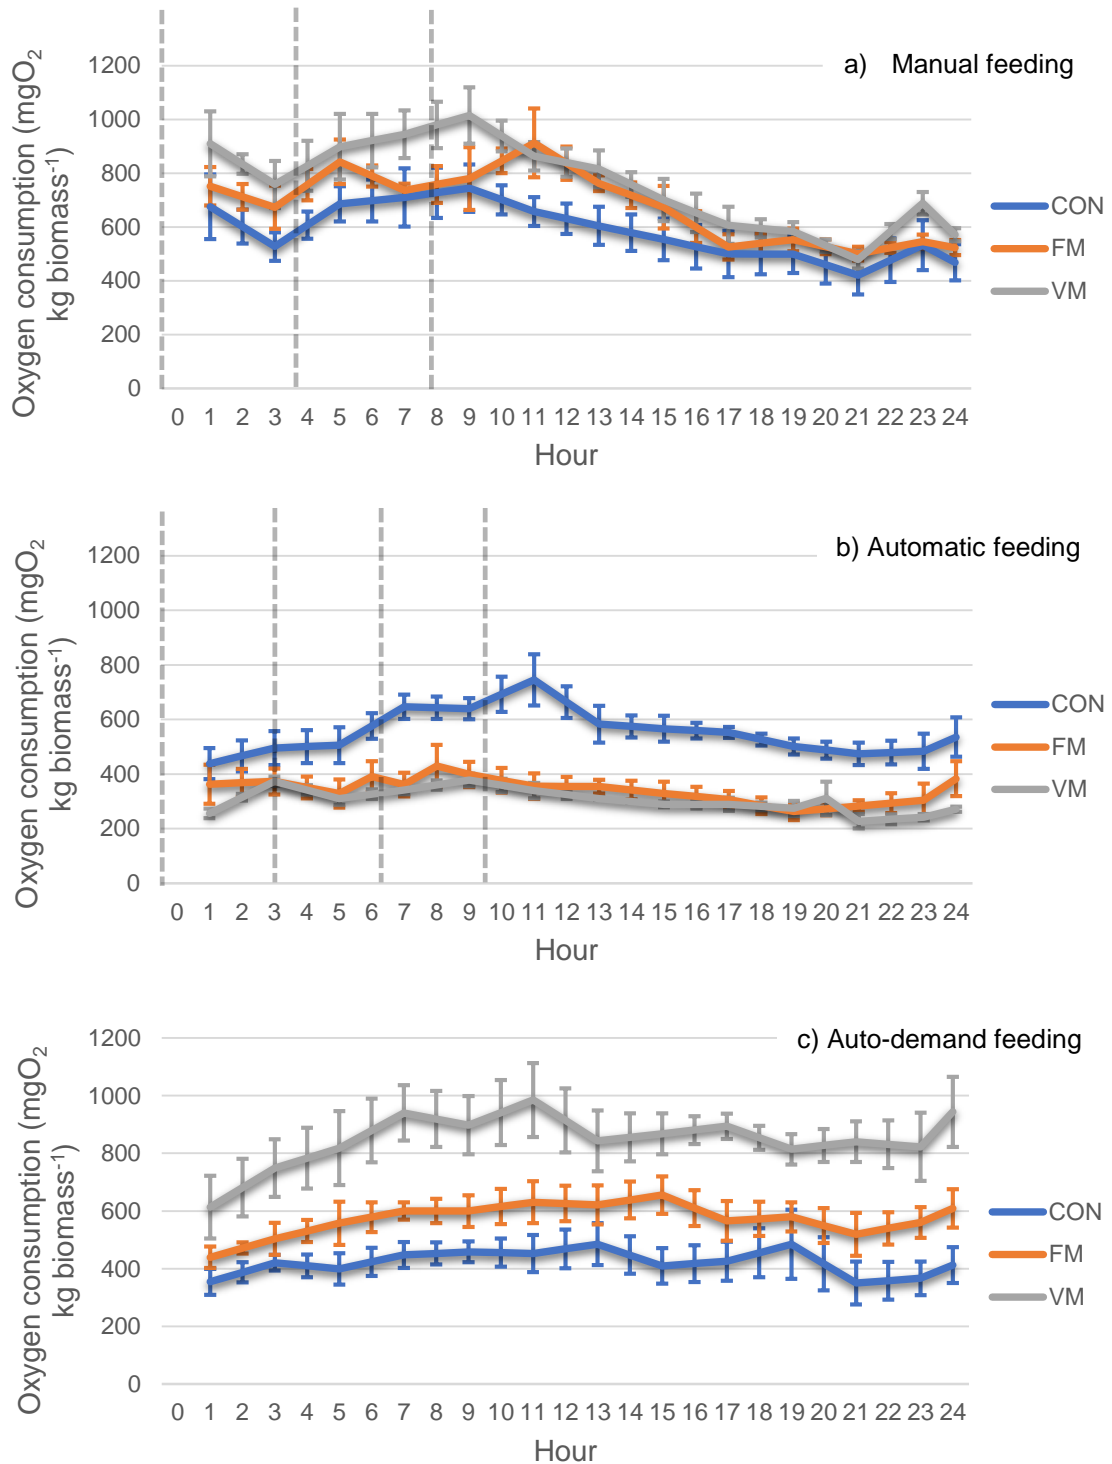 a) Manual feeding
Oxygen consumption (mgO2
kg biomass-1)
1200
1000
800
600
400
200
0
0 1 2 3 4 5 6 7 8 9 10 11 12 13 14 15 16 17 18 19 20 21 22 23 24
Hour
CON
FM
VM
b) Automatic feeding
Oxygen consumption (mgO2
kg biomass-1)
1200
1000
800
600
400
200
0
0 1 2 3 4 5 6 7 8 9 10 11 12 13 14 15 16 17 18 19 20 21 22 23 24
Hour
CON
FM
VM
c) Auto-demand feeding
Oxygen consumption (mgO2
kg biomass-1)
1200
1000
800
600
400
200
0
0 1 2 3 4 5 6 7 8 9 10 11 12 13 14 15 16 17 18 19 20 21 22 23 24
Hour
CON
FM
VM